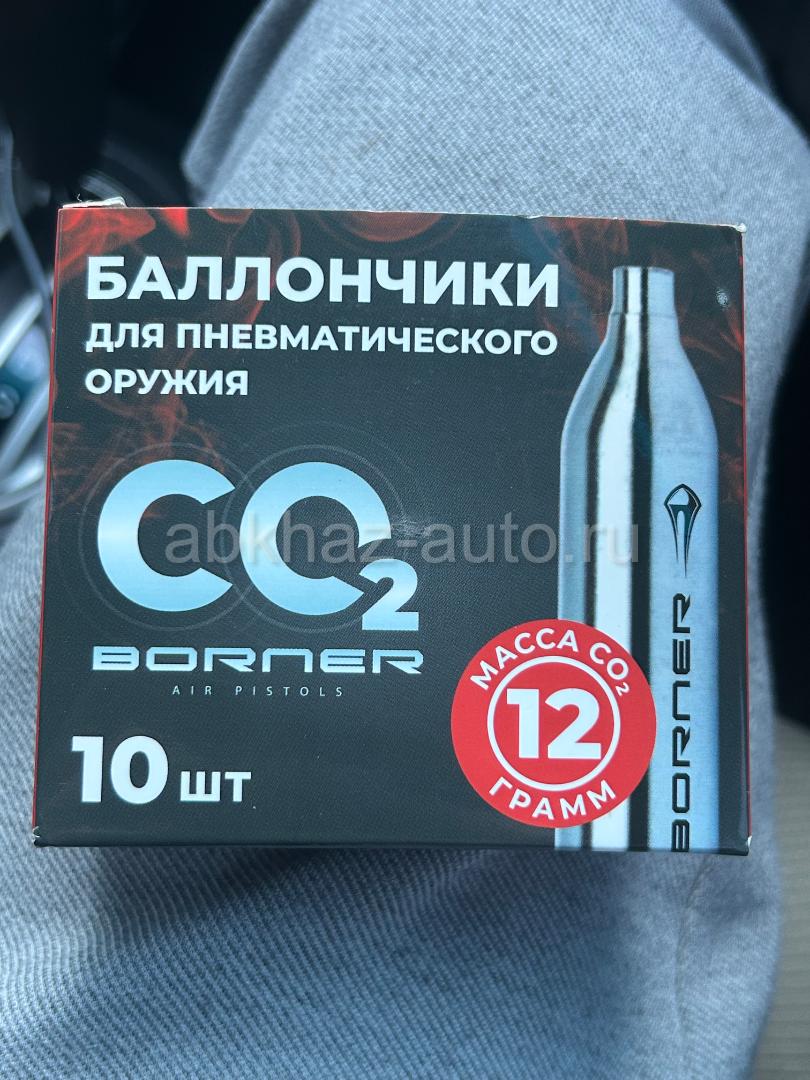 БАЛЛОНЧИКИ
ДЛЯ ПНЕВМАТИЧЕСКОГО
ОРУЖИЯ
CO2
abkhaz-auto.ru
BORNER
AIR PISTOLS
10 ШТ
МАССА CO2
12
ГРАММ
BORNER